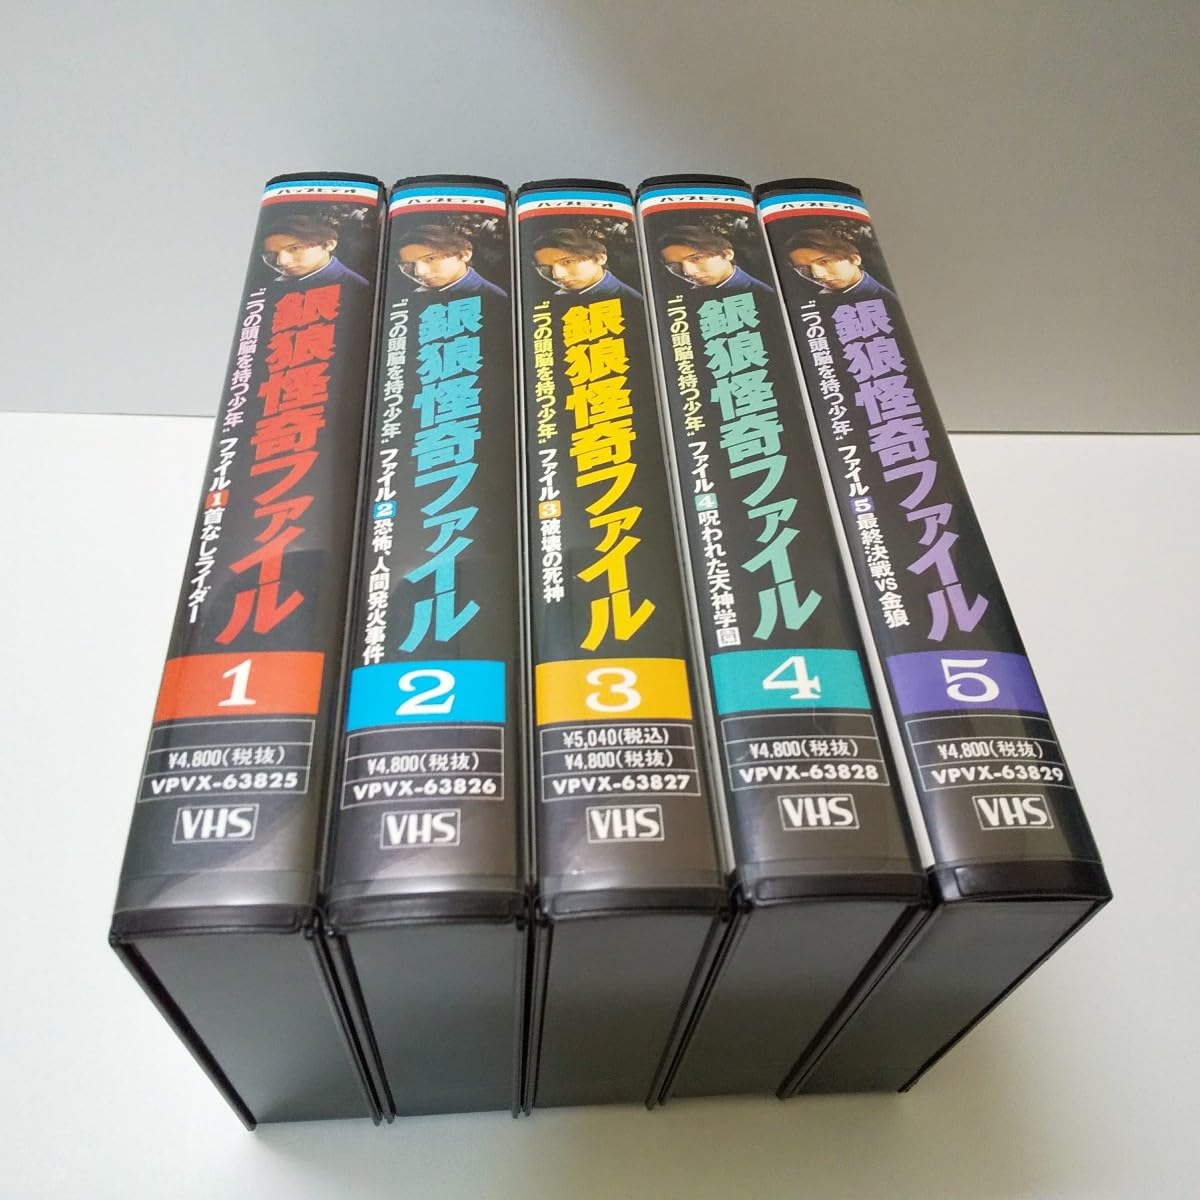 バップビデオ
銀狼怪奇ファイル
"二つの頭脳を持つ少年" ファイル1首なしライダー
1
¥4,800(税抜)
VPVX-63825
VHS
バップビデオ
銀狼怪奇ファイル
"二つの頭脳を持つ少年" ファイル2恐怖、人間発火事件
2
¥4,800(税抜)
VPVX-63826
VHS
バップビデオ
銀狼怪奇ファイル
"二つの頭脳を持つ少年" ファイル3破壊の死神
3
¥5,040(税込)
¥4,800(税抜)
VPVX-63827
VHS
バップビデオ
銀狼怪奇ファイル
"二つの頭脳を持つ少年" ファイル4呪われた天神学園
4
¥4,800(税抜)
VPVX-63828
VHS
バップビデオ
銀狼怪奇ファイル
"二つの頭脳を持つ少年" ファイル5最終決戦VS金狼
5
¥4,800(税抜)
VPVX-63829
VHS